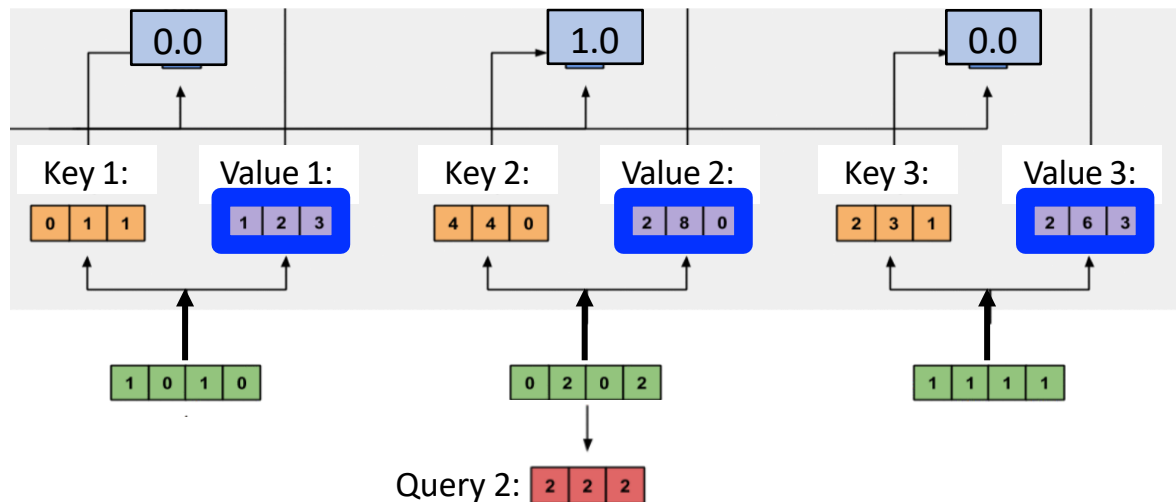 0.0 1.0 0.0
Key 1: Value 1: Key 2: Value 2: Key 3: Value 3:
0 1 1 1 2 3 4 4 0 2 8 0 2 3 1 2 6 3
1 0 1 0 0 2 0 2 1 1 1 1
Query 2: 2 2 2